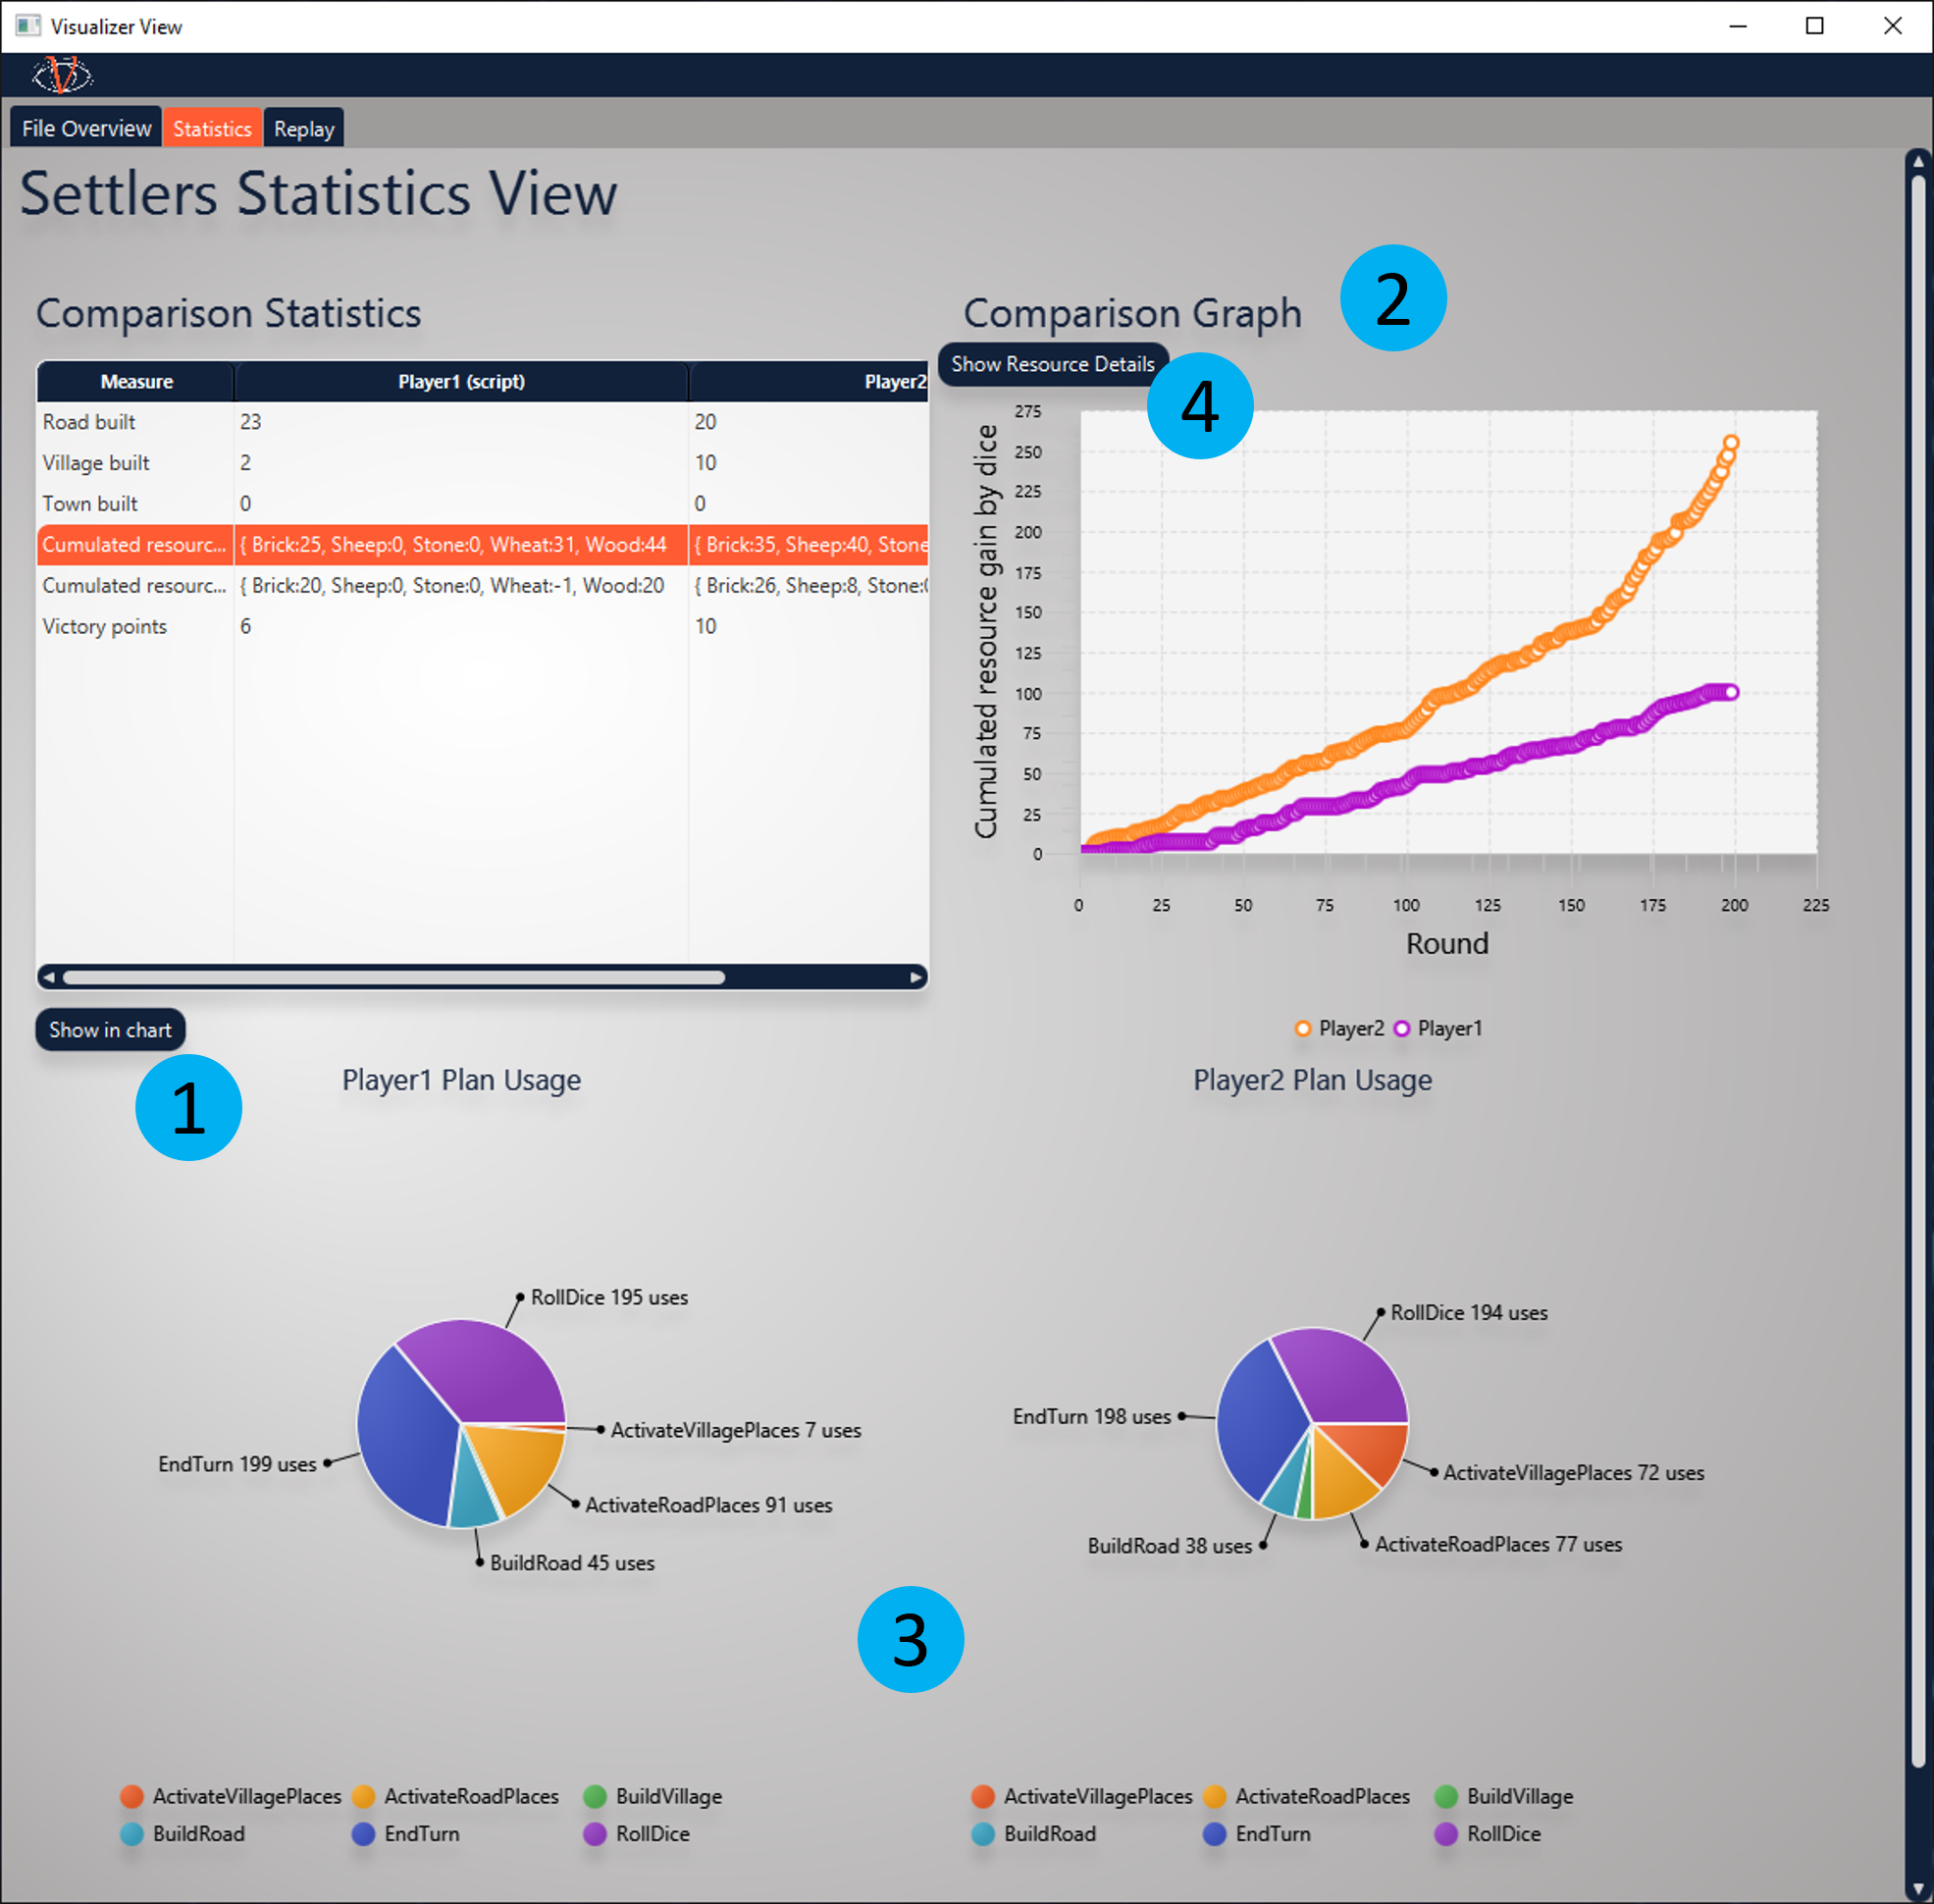 Visualizer View
File Overview Statistics Replay
Settlers Statistics View
Comparison Statistics
Measure Player1 (script) Player2
Road built 23 20
Village built 2 10
Town built 0 0
Cumulated resourc... { Brick:25, Sheep:0, Stone:0, Wheat:31, Wood:44 { Brick:35, Sheep:40, Stone
Cumulated resourc... { Brick:20, Sheep:0, Stone:0, Wheat:-1, Wood:20 { Brick:26, Sheep:8, Stone:0
Victory points 6 10
Show in chart
1
Comparison Graph
2
Show Resource Details
4
Cumulated resource gain by dice
275
250
225
200
175
150
125
100
75
50
25
0
0 25 50 75 100 125 150 175 200 225
Round
Player2 Player1
Player1 Plan Usage
RollDice 195 uses
ActivateVillagePlaces 7 uses
EndTurn 199 uses
ActivateRoadPlaces 91 uses
BuildRoad 45 uses
ActivateVillagePlaces ActivateRoadPlaces BuildVillage
BuildRoad EndTurn RollDice
3
Player2 Plan Usage
RollDice 194 uses
EndTurn 198 uses
ActivateVillagePlaces 72 uses
BuildRoad 38 uses
ActivateRoadPlaces 77 uses
ActivateVillagePlaces ActivateRoadPlaces BuildVillage
BuildRoad EndTurn RollDice